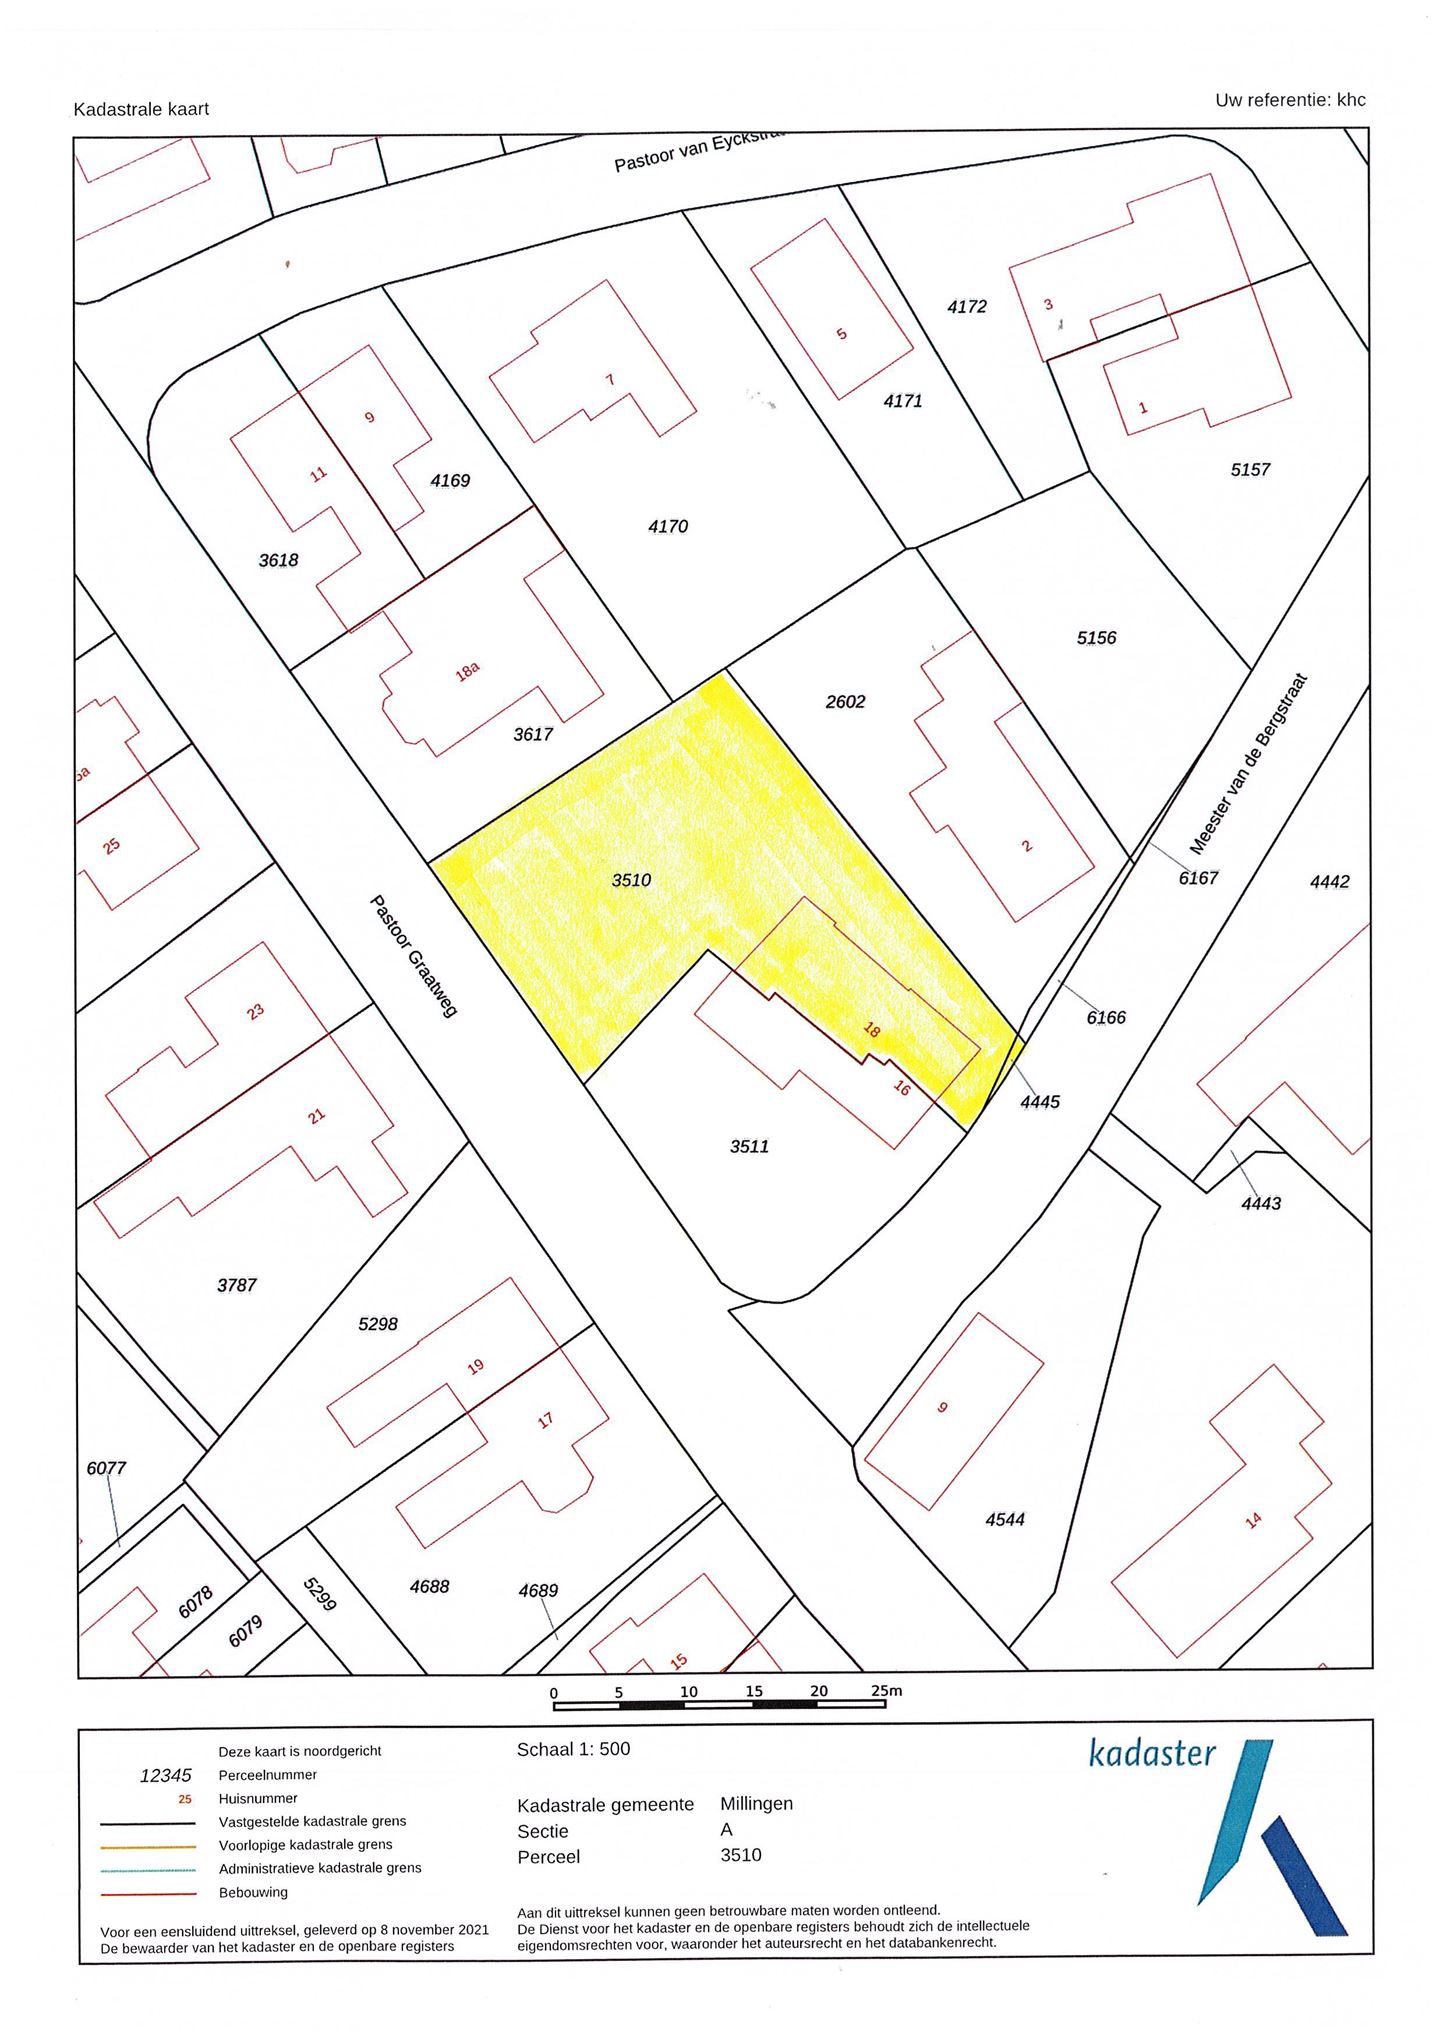 Kadastrale kaart
Uw referentie: khc
Pastoor van Eyckstraat
5
4172
3
7
4171
1
9
5157
11
4169
4170
3618
5156
18a
2602
3617
Meester van de Bergstraat
5a
25
2
3510
6167
4442
Pastoor Graatweg
23
6166
18
16
4445
21
3511
4443
3787
5298
19
9
17
6077
4544
14
4688
4689
5299
6078
6079
15
0 5 10 15 20 25m
Deze kaart is noordgericht
12345 Perceelnummer
25 Huisnummer
Vastgestelde kadastrale grens
Voorlopige kadastrale grens
Administratieve kadastrale grens
Bebouwing
Voor een eensluidend uittreksel, geleverd op 8 november 2021
De bewaarder van het kadaster en de openbare registers
Schaal 1: 500
Kadastrale gemeente Millingen
Sectie A
Perceel 3510
Aan dit uittreksel kunnen geen betrouwbare maten worden ontleend.
De Dienst voor het kadaster en de openbare registers behoudt zich de intellectuele
eigendomsrechten voor, waaronder het auteursrecht en het databankenrecht.
kadaster